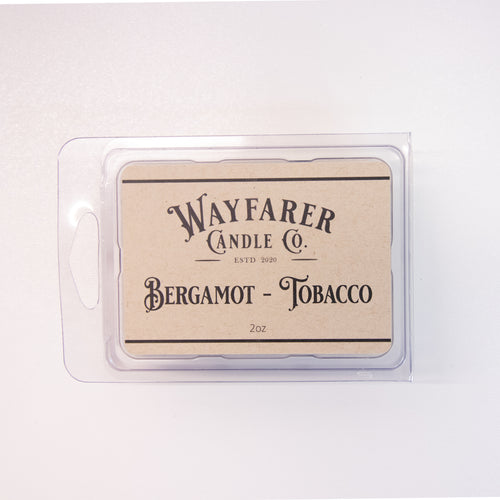 WAYFARER
CANDLE CO.
ESTD 2020
BERGAMOT - TOBACCO
2oz